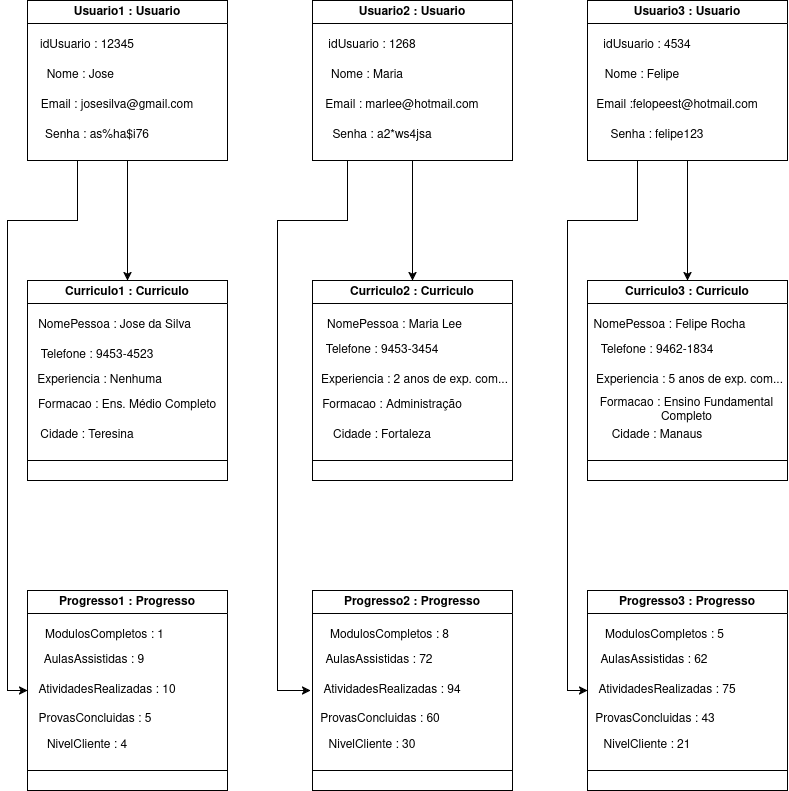 Usuario1 : Usuario
idUsuario : 12345
Nome : Jose
Email : josesilva@gmail.com
Senha : as%ha$i76
Usuario2 : Usuario
idUsuario : 1268
Nome : Maria
Email : marlee@hotmail.com
Senha : a2*ws4jsa
Usuario3 : Usuario
idUsuario : 4534
Nome : Felipe
Email :felopeest@hotmail.com
Senha : felipe123
Curriculo1 : Curriculo
NomePessoa : Jose da Silva
Telefone : 9453-4523
Experiencia : Nenhuma
Formacao : Ens. Médio Completo
Cidade : Teresina
Curriculo2 : Curriculo
NomePessoa : Maria Lee
Telefone : 9453-3454
Experiencia : 2 anos de exp. com...
Formacao : Administração
Cidade : Fortaleza
Curriculo3 : Curriculo
NomePessoa : Felipe Rocha
Telefone : 9462-1834
Experiencia : 5 anos de exp. com...
Formacao : Ensino Fundamental
Completo
Cidade : Manaus
Progresso1 : Progresso
ModulosCompletos : 1
AulasAssistidas : 9
AtividadesRealizadas : 10
ProvasConcluidas : 5
NivelCliente : 4
Progresso2 : Progresso
ModulosCompletos : 8
AulasAssistidas : 72
AtividadesRealizadas : 94
ProvasConcluidas : 60
NivelCliente : 30
Progresso3 : Progresso
ModulosCompletos : 5
AulasAssistidas : 62
AtividadesRealizadas : 75
ProvasConcluidas : 43
NivelCliente : 21